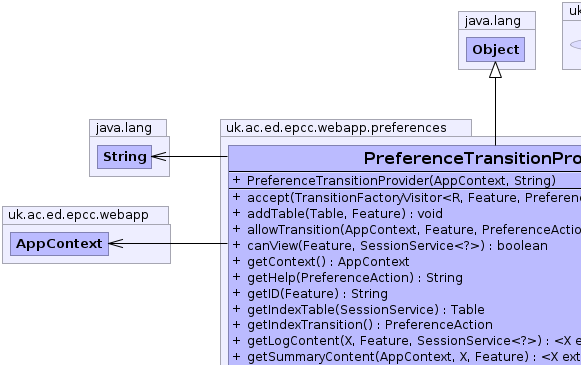 java.lang
uk
Object
java.lang
String
uk.ac.ed.epcc.webapp.preferences
PreferenceTransitionPro
+ PreferenceTransitionProvider(AppContext, String)
+ accept(TransitionFactoryVisitor<R, Feature, Preferen
+ addTable(Table, Feature) : void
+ allowTransition(AppContext, Feature, PreferenceActio
+ canView(Feature, SessionService<?>) : boolean
+ getContext() : AppContext
+ getHelp(PreferenceAction) : String
+ getID(Feature) : String
+ getIndexTable(SessionService) : Table
+ getIndexTransition() : PreferenceAction
+ getLogContent(X, Feature, SessionService<?>) : <X e
+ getSummaryContent(AppContext, X, Feature) : <X ext
uk.ac.ed.epcc.webapp
AppContext